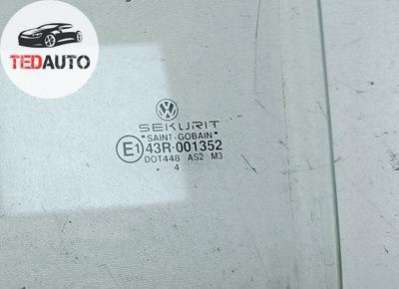 TEDAUTO
SEKURIT
SAINT-GOBAIN
E1 43R-001352
DOT448 AS2 M3
. 4